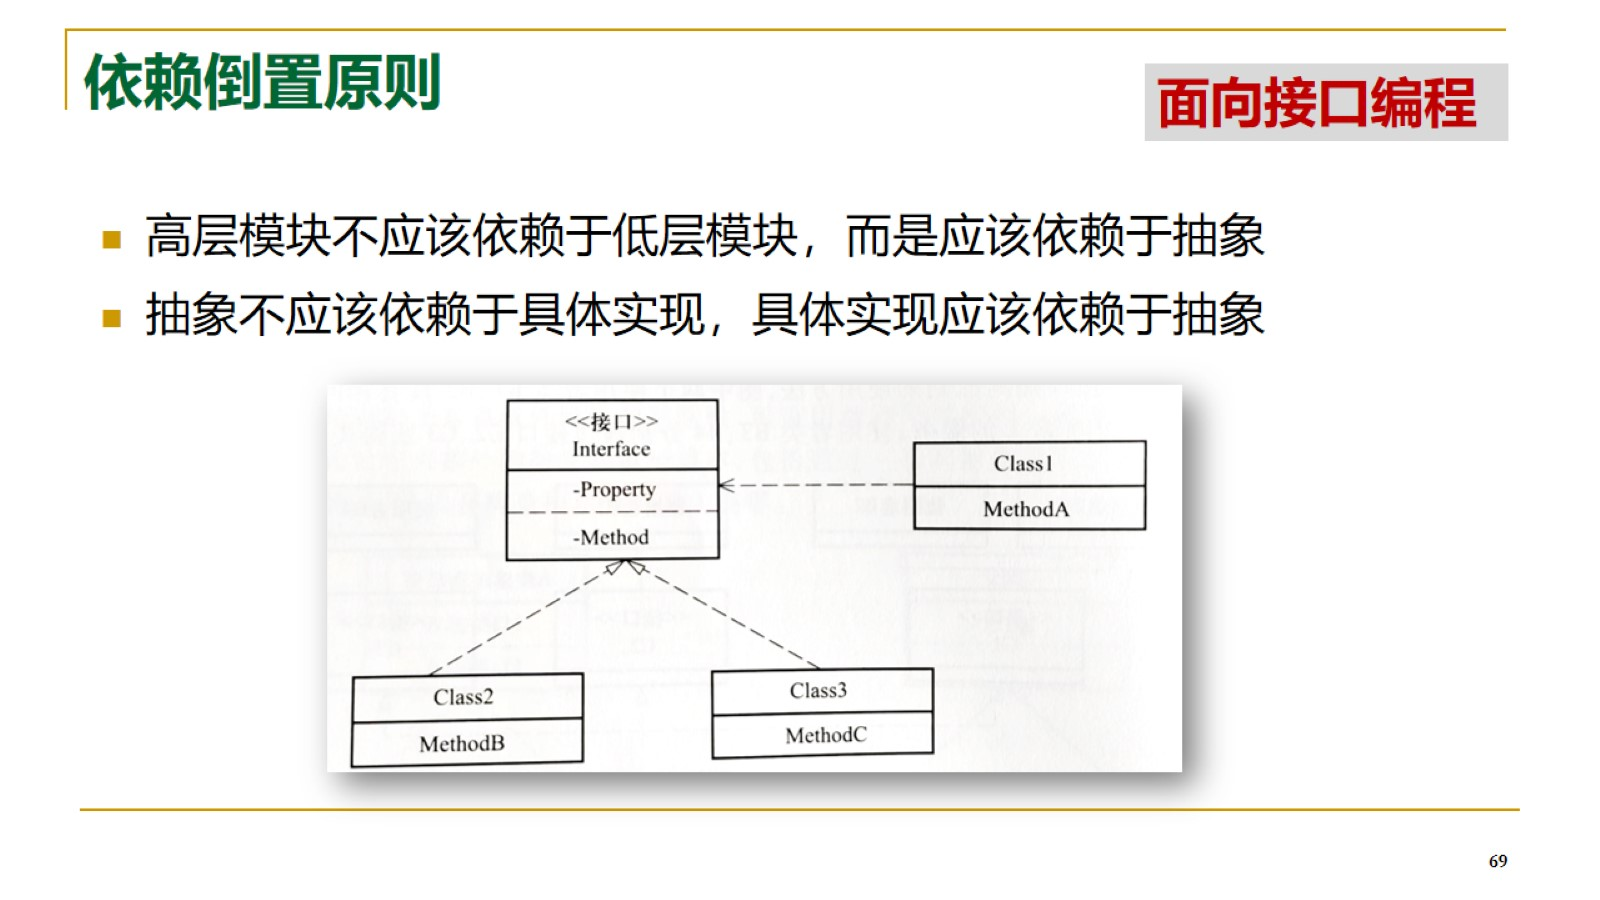 依赖倒置原则
面向接口编程
高层模块不应该依赖于低层模块，而是应该依赖于抽象
抽象不应该依赖于具体实现，具体实现应该依赖于抽象
<<接口>>
Interface
-Property
-Method
Class1
MethodA
Class2
MethodB
Class3
MethodC
69